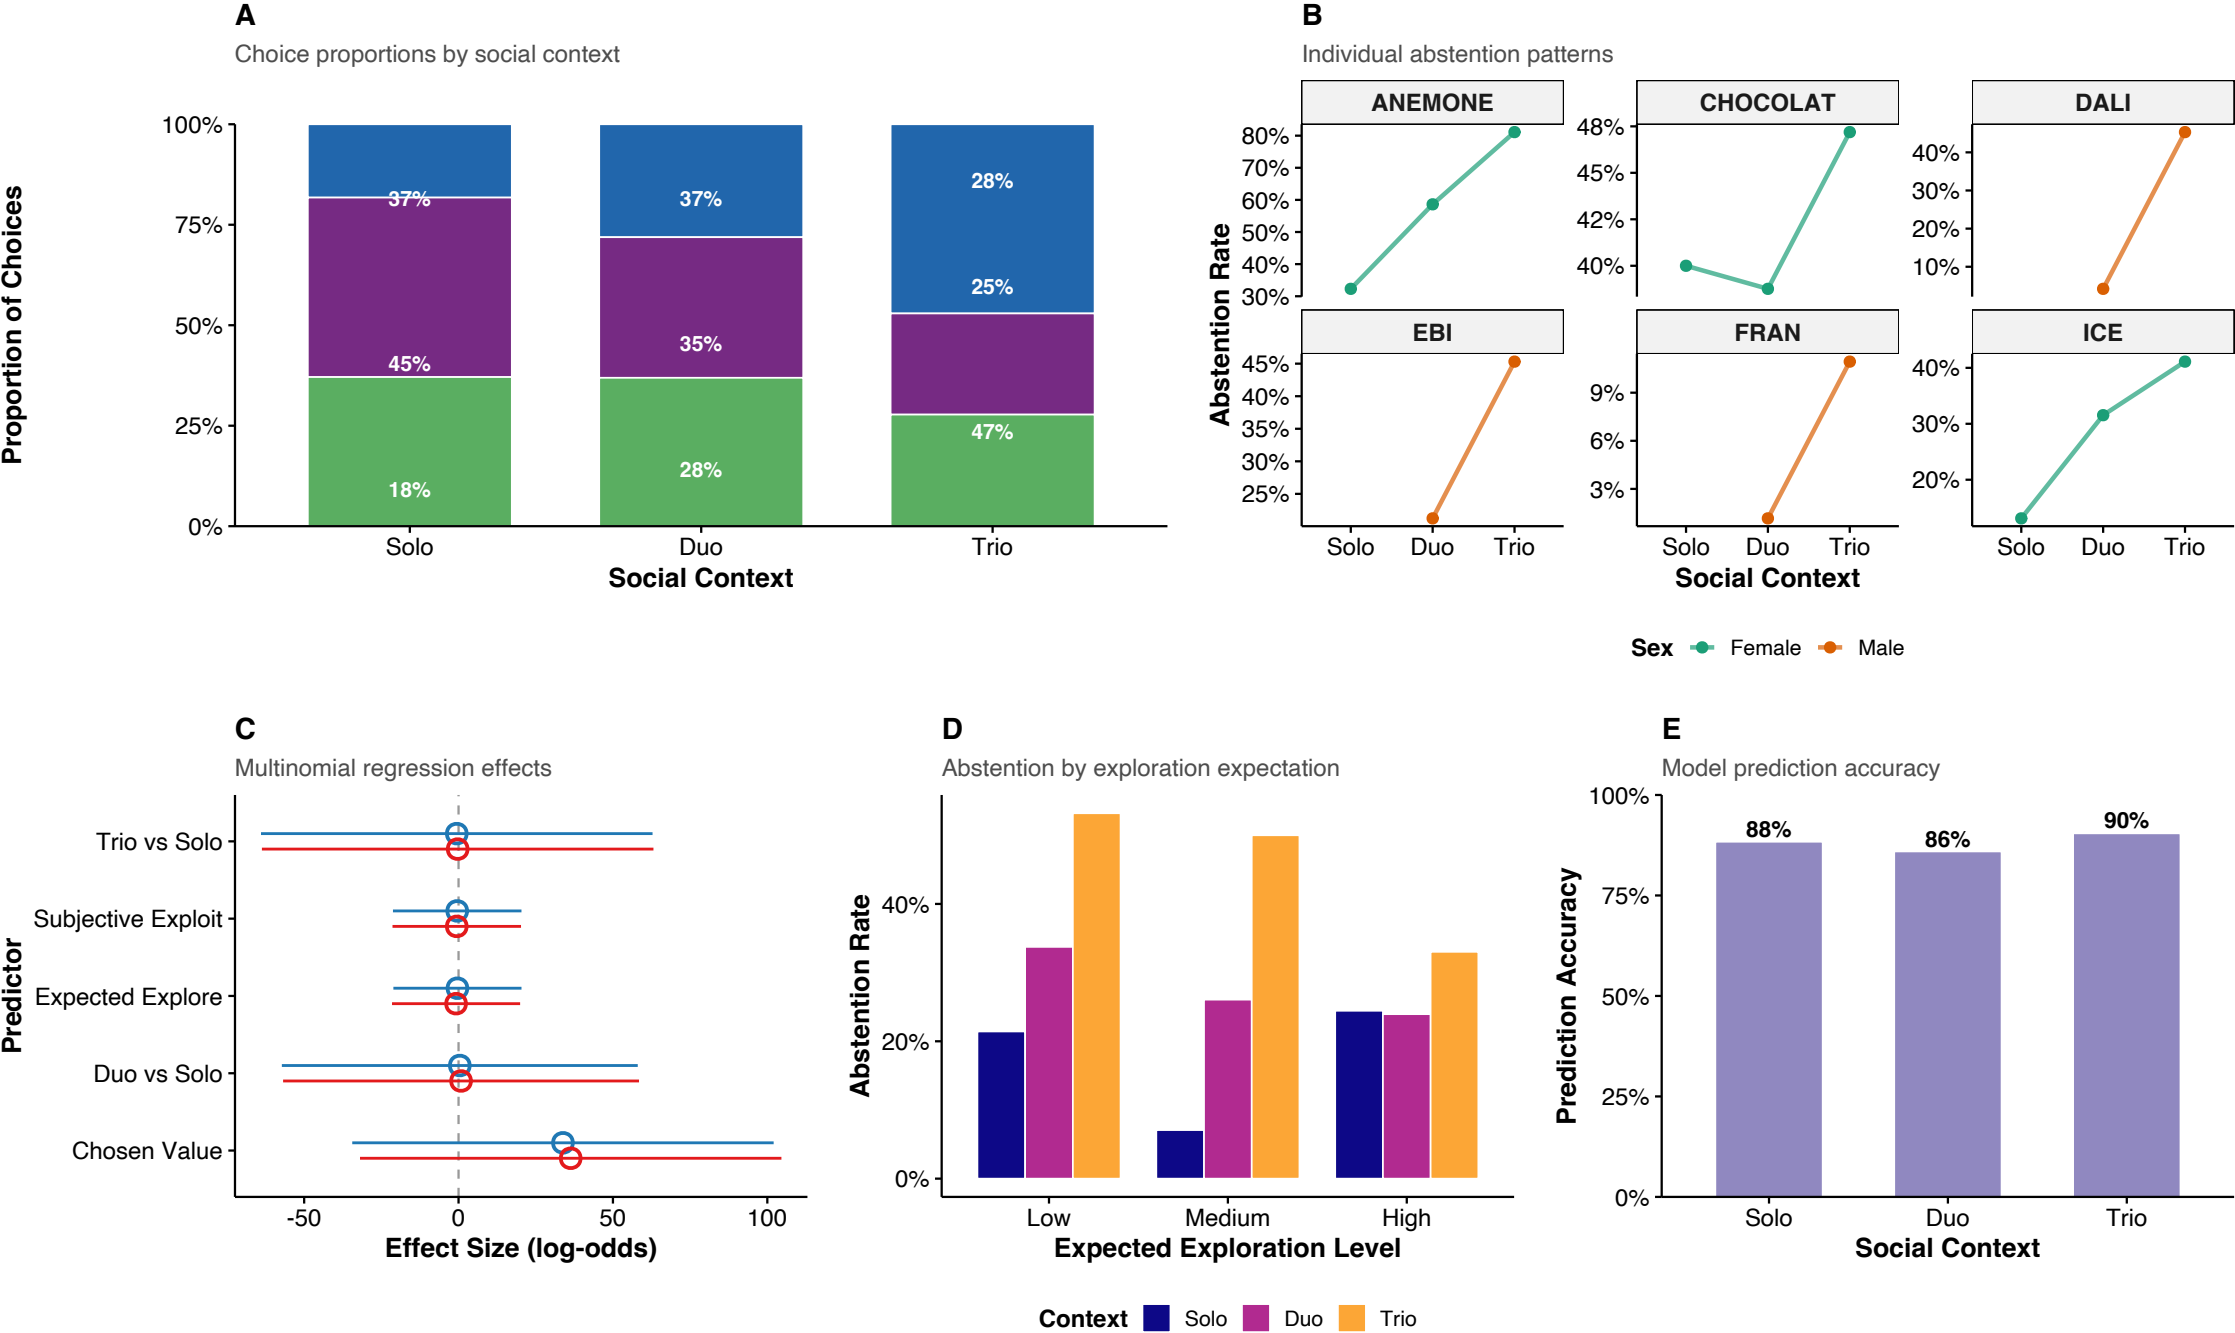 A
Choice proportions by social context
Proportion of Choices
100%
75%
50%
25%
0%
37%
45%
18%
37%
35%
28%
28%
25%
47%
Solo
Duo
Trio
Social Context
B
Individual abstention patterns
Abstention Rate
ANEMONE
80%
70%
60%
50%
40%
30%
CHOCOLAT
48%
45%
42%
40%
DALI
40%
30%
20%
10%
EBI
45%
40%
35%
30%
25%
Solo
Duo
Trio
FRAN
9%
6%
3%
Solo
Duo
Trio
ICE
40%
30%
20%
Solo
Duo
Trio
Social Context
Sex
Female
Male
C
Multinomial regression effects
Predictor
Trio vs Solo
Subjective Exploit
Expected Explore
Duo vs Solo
Chosen Value
-50
0
50
100
Effect Size (log-odds)
D
Abstention by exploration expectation
Abstention Rate
40%
20%
0%
Low
Medium
High
Expected Exploration Level
Context
Solo
Duo
Trio
E
Model prediction accuracy
Prediction Accuracy
100%
75%
50%
25%
0%
88%
86%
90%
Solo
Duo
Trio
Social Context